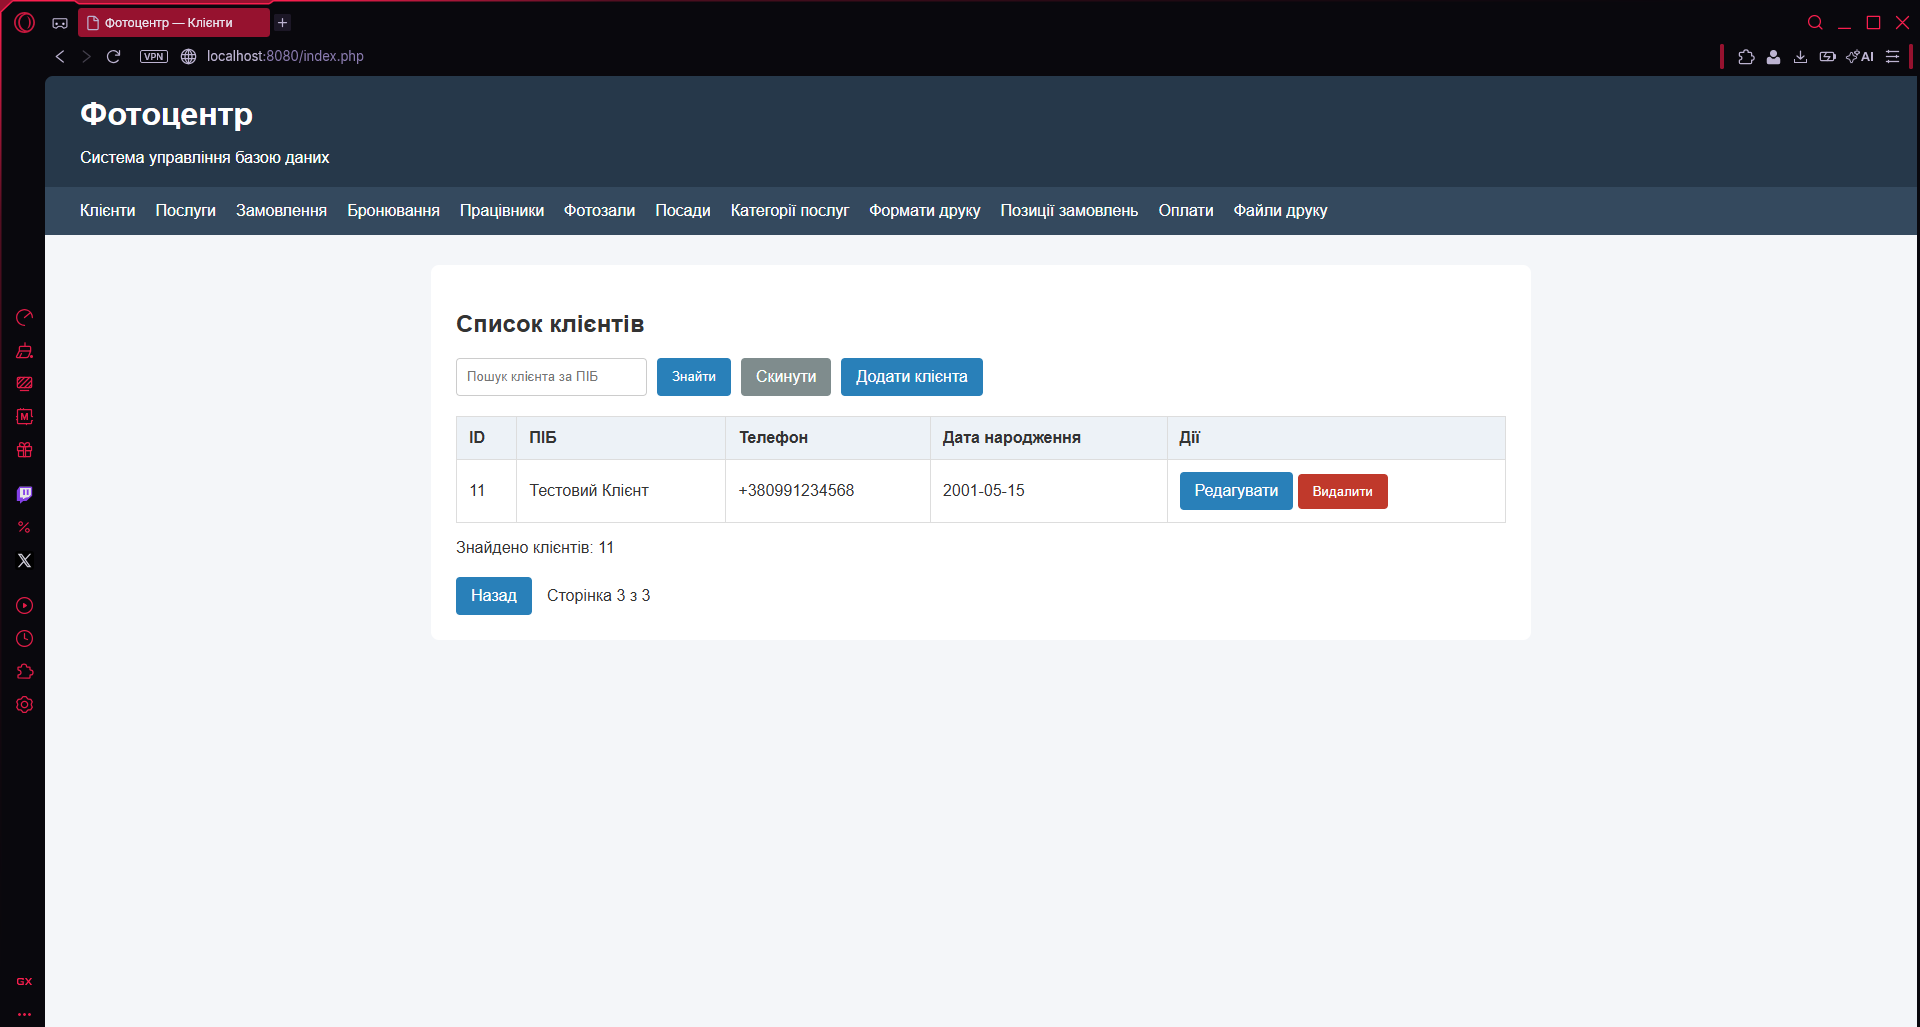 Фотоцентр — Клієнти
VPN localhost:8080/index.php AI
Фотоцентр
Система управління базою даних
Клієнти Послуги Замовлення Бронювання Працівники Фотозали Посади Категорії послуг Формати друку Позиції замовлень Оплати Файли друку
Список клієнтів
Пошук клієнта за ПІБ Знайти Скинути Додати клієнта
ID ПІБ Телефон Дата народження Дії
11 Тестовий Клієнт +380991234568 2001-05-15 Редагувати Видалити
Знайдено клієнтів: 11
Назад Сторінка 3 з 3
M
GX